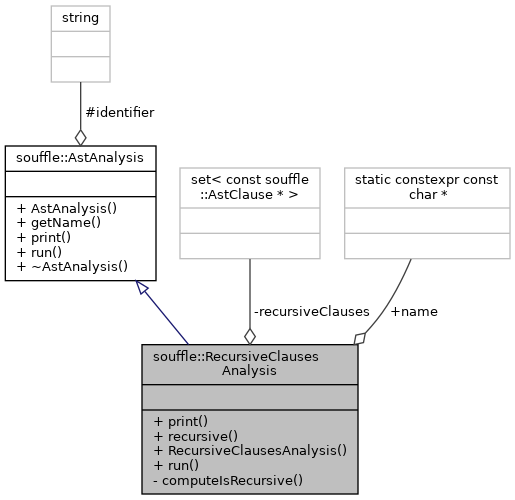 string
#identifier
souffle::AstAnalysis
+ AstAnalysis()
+ getName()
+ print()
+ run()
+ ~AstAnalysis()
set< const souffle
::AstClause * >
static constexpr const
char *
-recursiveClauses
+name
souffle::RecursiveClauses
Analysis
+ print()
+ recursive()
+ RecursiveClausesAnalysis()
+ run()
- computeIsRecursive()